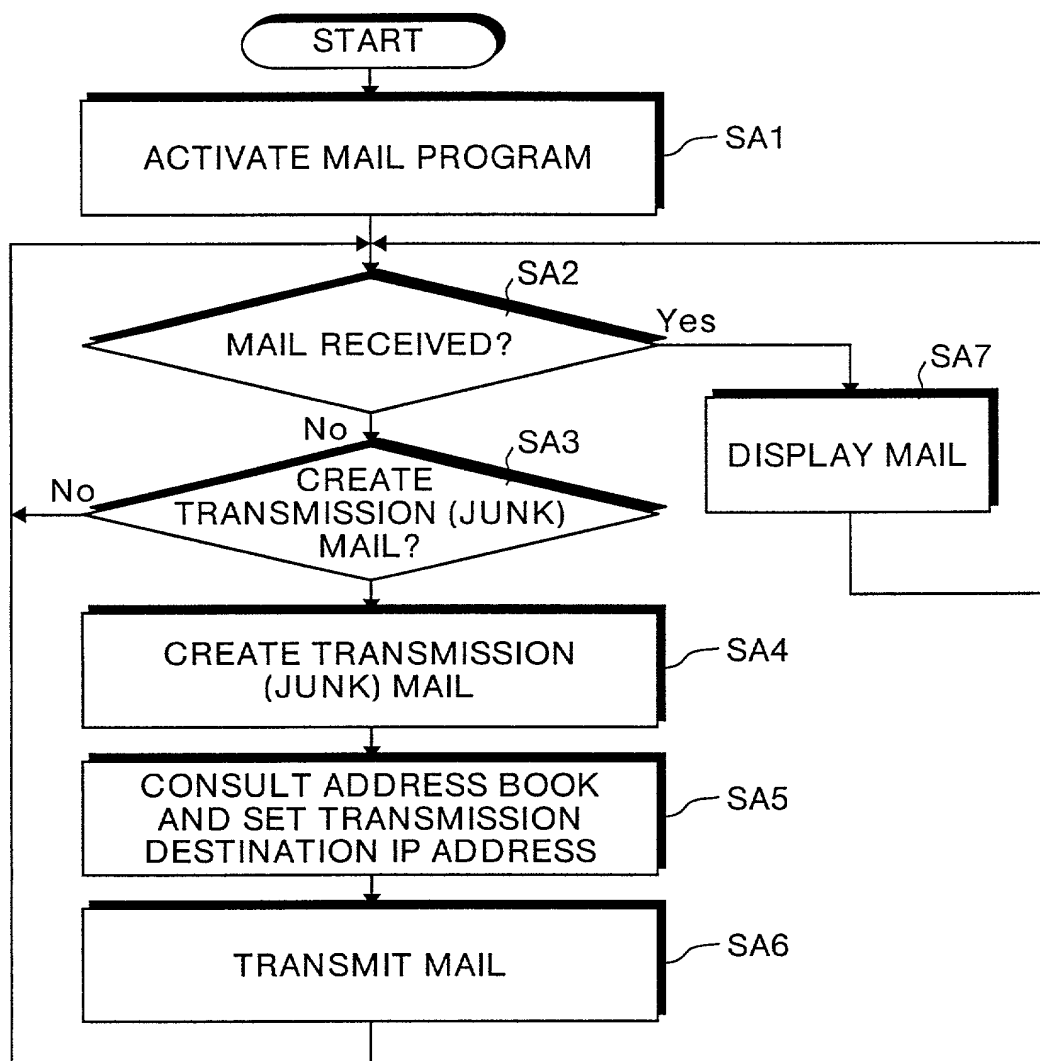 START
ACTIVATE MAIL PROGRAM
SA1
SA2
MAIL RECEIVED?
Yes
SA7
DISPLAY MAIL
No
SA3
CREATE
TRANSMISSION (JUNK)
MAIL?
No
CREATE TRANSMISSION
(JUNK) MAIL
SA4
CONSULT ADDRESS BOOK
AND SET TRANSMISSION
DESTINATION IP ADDRESS
SA5
TRANSMIT MAIL
SA6